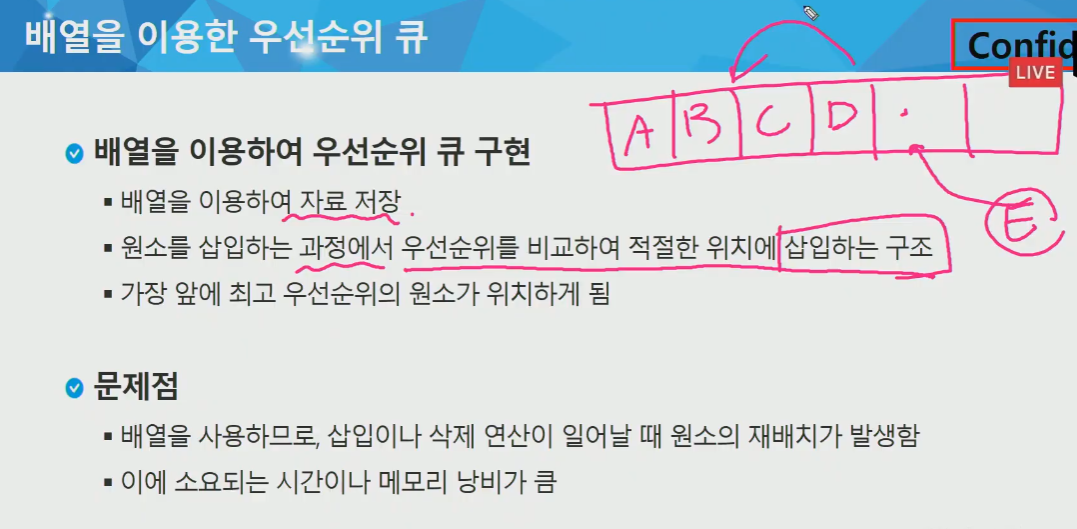 배열을 이용한 우선순위 큐
Confid
LIVE
A B C D .
E
배열을 이용하여 우선순위 큐 구현
▪ 배열을 이용하여 자료 저장
▪ 원소를 삽입하는 과정에서 우선순위를 비교하여 적절한 위치에 삽입하는 구조
▪ 가장 앞에 최고 우선순위의 원소가 위치하게 됨
문제점
▪ 배열을 사용하므로, 삽입이나 삭제 연산이 일어날 때 원소의 재배치가 발생함
▪ 이에 소요되는 시간이나 메모리 낭비가 큼